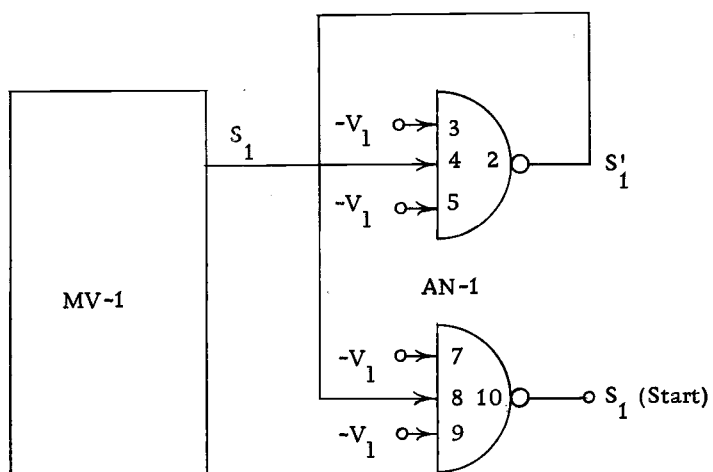 S₁
-V₁ 3
4 2 S'₁
-V₁ 5
MV-1
AN-1
-V₁ 7
8 10 S₁ (Start)
-V₁ 9